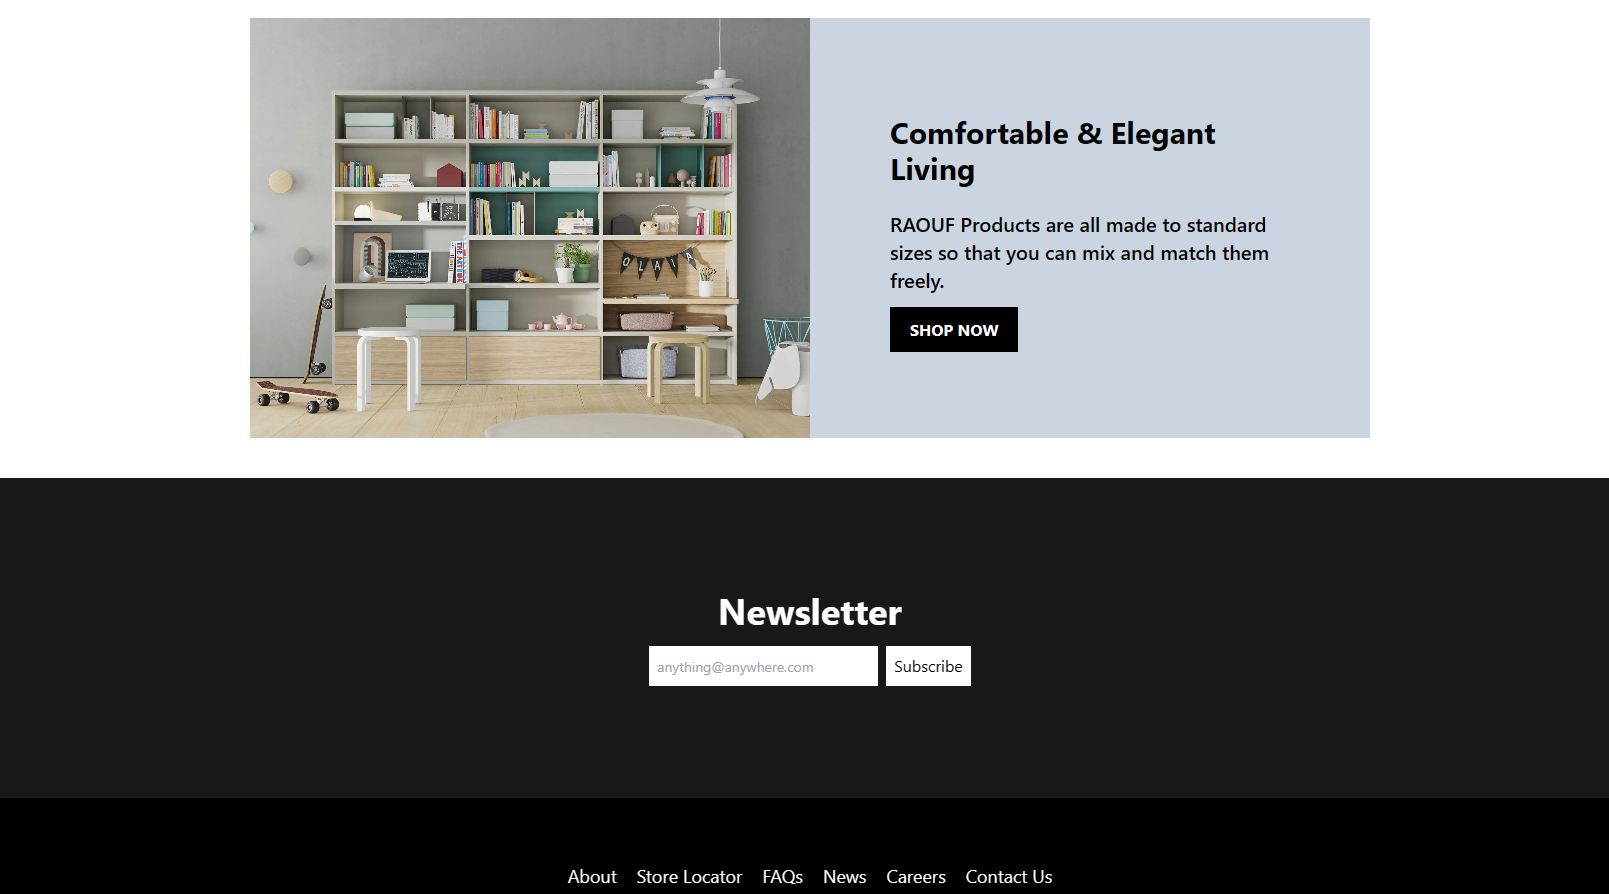 OLAIA
Comfortable & Elegant
Living
RAOUF Products are all made to standard
sizes so that you can mix and match them
freely.
SHOP NOW
Newsletter
anything@anywhere.com
Subscribe
About Store Locator FAQs News Careers Contact Us